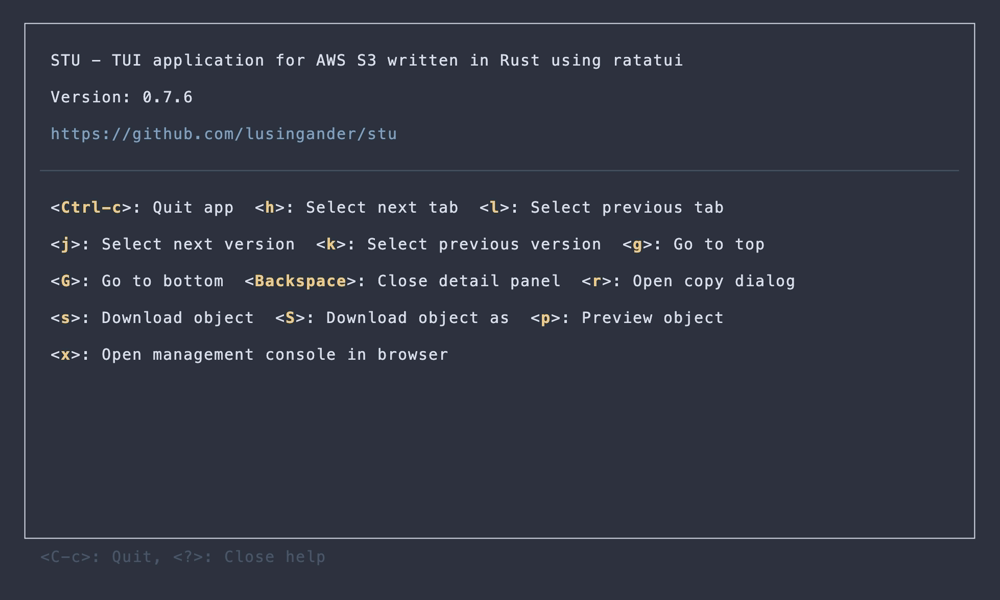 STU - TUI application for AWS S3 written in Rust using ratatui
Version: 0.7.6
https://github.com/lusingander/stu
<Ctrl-c>: Quit app  <h>: Select next tab  <l>: Select previous tab
<j>: Select next version  <k>: Select previous version  <g>: Go to top
<G>: Go to bottom  <Backspace>: Close detail panel  <r>: Open copy dialog
<s>: Download object  <S>: Download object as  <p>: Preview object
<x>: Open management console in browser
<C-c>: Quit, <?>: Close help